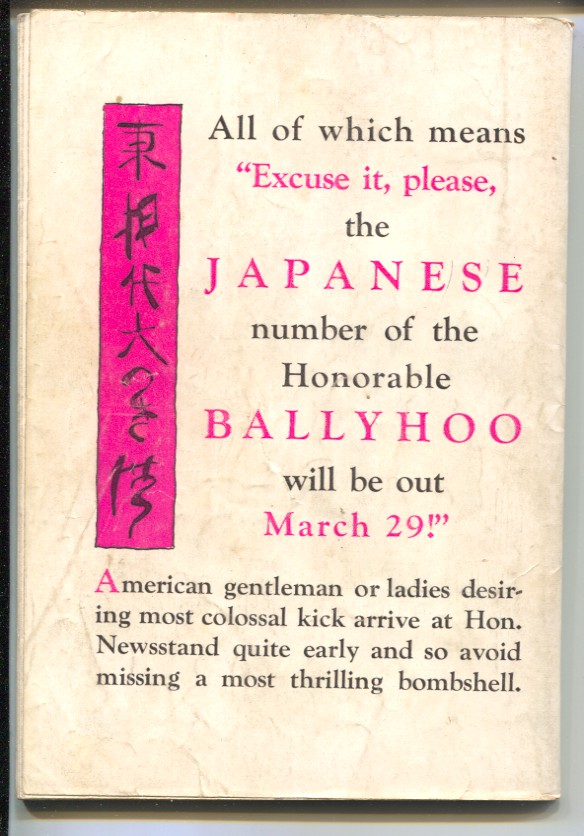 All of which means
“Excuse it, please,
the
JAPANESE
number of the
Honorable
BALLYHOO
will be out
March 29!”
American gentleman or ladies desir-
ing most colossal kick arrive at Hon.
Newsstand quite early and so avoid
missing a most thrilling bombshell.